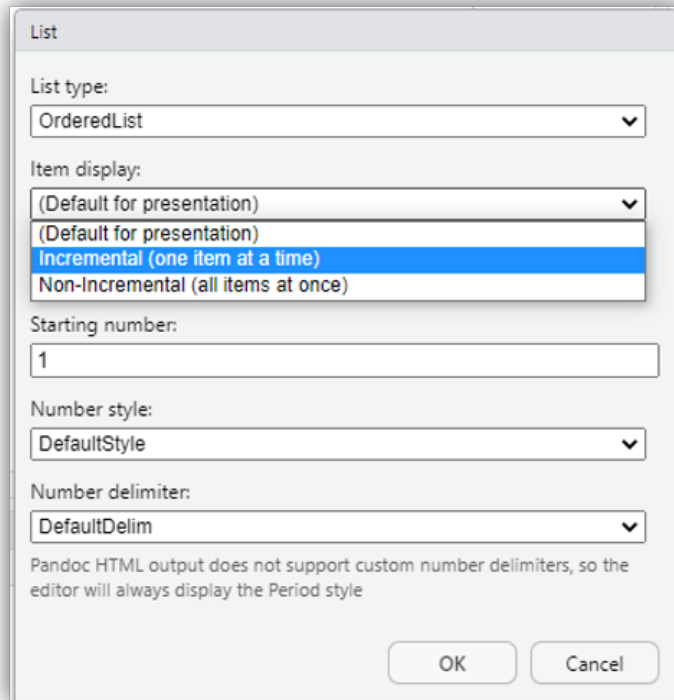 List
List type:
OrderedList
Item display:
(Default for presentation)
(Default for presentation)
Incremental (one item at a time)
Non-Incremental (all items at once)
Starting number:
1
Number style:
DefaultStyle
Number delimiter:
DefaultDelim
Pandoc HTML output does not support custom number delimiters, so the
editor will always display the Period style
OK Cancel